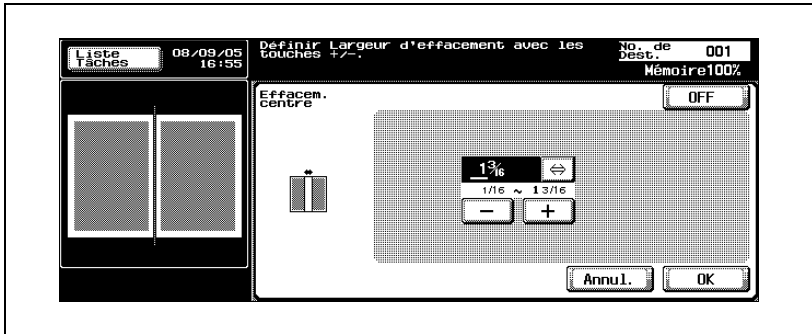 Liste
Tâches
08/09/05
16:55
Définir Largeur d'effacement avec les
touches +/-.
No. de
Dest.
001
Mémoire100%
Effacem.
centre
OFF
1 3/16
1/16 ~ 1 3/16
− +
Annul.
OK